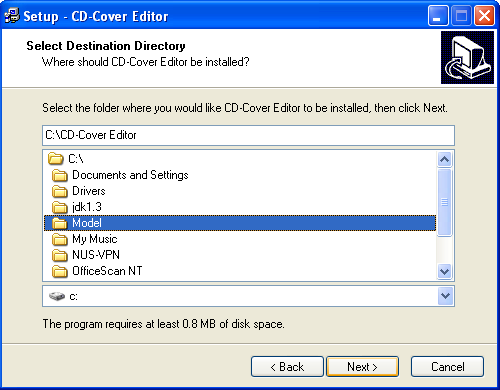 Setup - CD-Cover Editor
Select Destination Directory
Where should CD-Cover Editor be installed?
Select the folder where you would like CD-Cover Editor to be installed, then click Next.
C:\CD-Cover Editor
C:\
Documents and Settings
Drivers
jdk1.3
Model
My Music
NUS-VPN
OfficeScan NT
c:
The program requires at least 0.8 MB of disk space.
< Back Next > Cancel